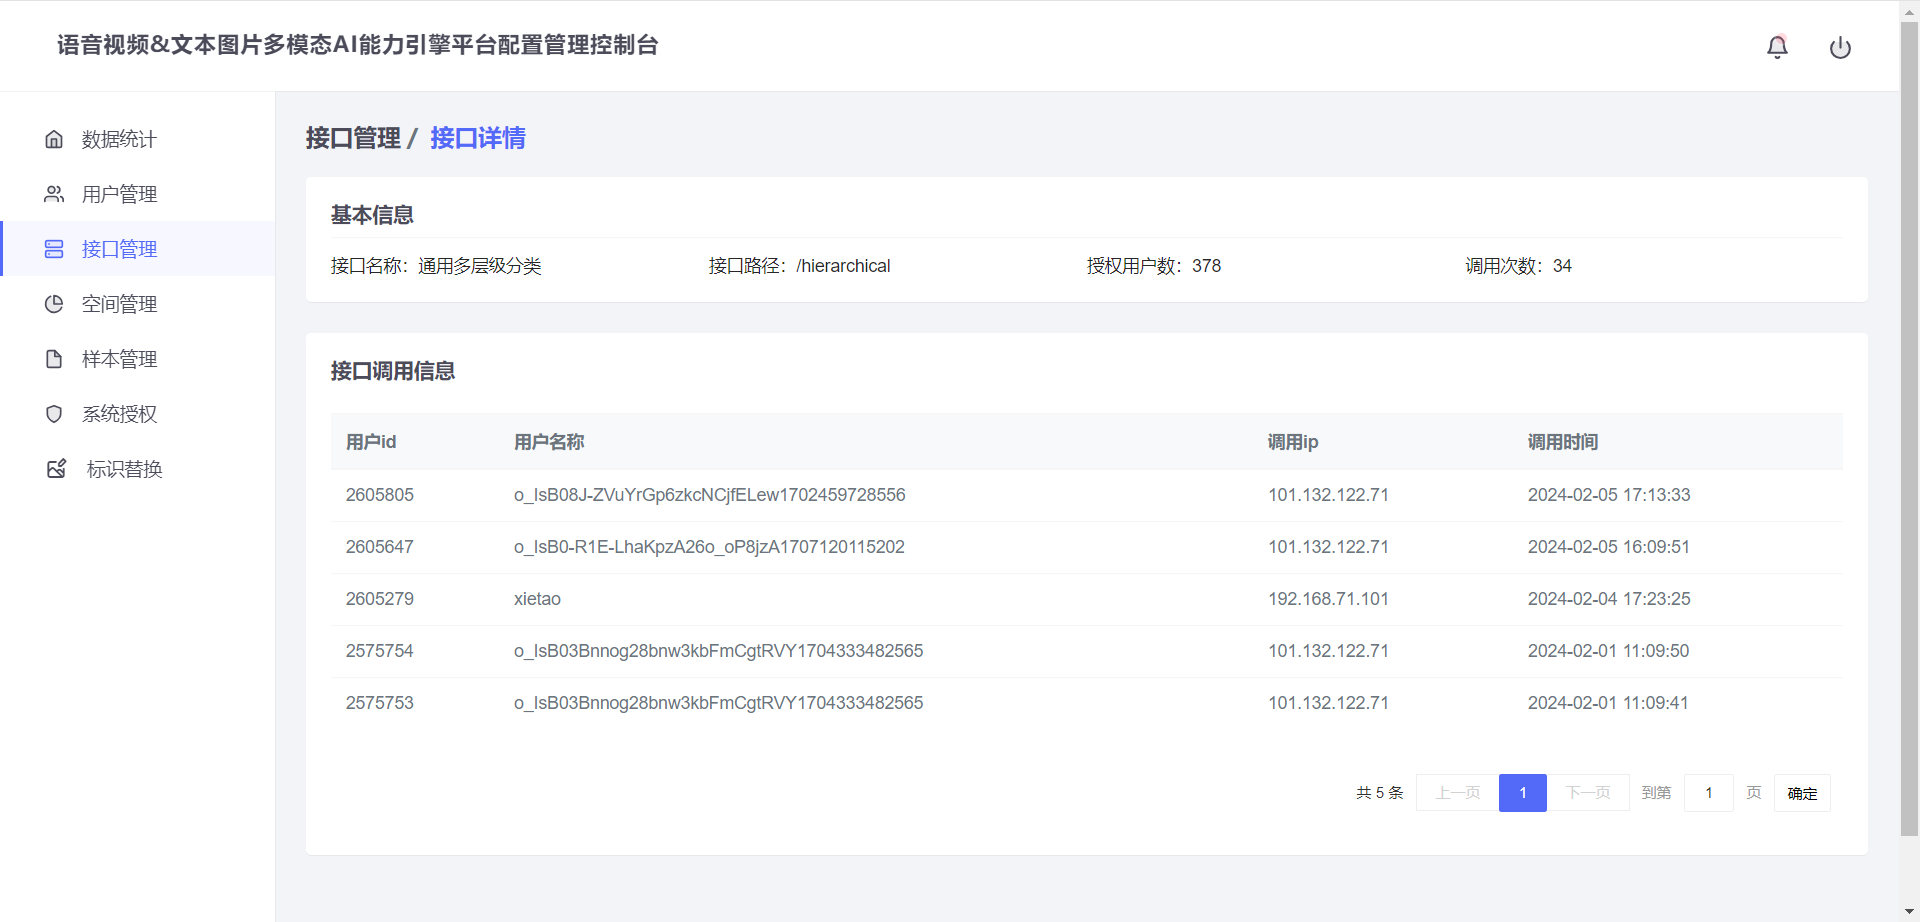 语音视频&文本图片多模态AI能力引擎平台配置管理控制台
数据统计
用户管理
接口管理
空间管理
样本管理
系统授权
标识替换
接口管理 / 接口详情
基本信息
接口名称：通用多层级分类 接口路径：/hierarchical 授权用户数：378 调用次数：34
接口调用信息
用户id 用户名称 调用ip 调用时间
2605805 o_IsB08J-ZVuYrGp6zkcNCjfELew1702459728556 101.132.122.71 2024-02-05 17:13:33
2605647 o_IsB0-R1E-LhaKpzA26o_oP8jzA1707120115202 101.132.122.71 2024-02-05 16:09:51
2605279 xietao 192.168.71.101 2024-02-04 17:23:25
2575754 o_IsB03Bnnog28bnw3kbFmCgtRVY1704333482565 101.132.122.71 2024-02-01 11:09:50
2575753 o_IsB03Bnnog28bnw3kbFmCgtRVY1704333482565 101.132.122.71 2024-02-01 11:09:41
共 5 条 上一页 1 下一页 到第 1 页 确定